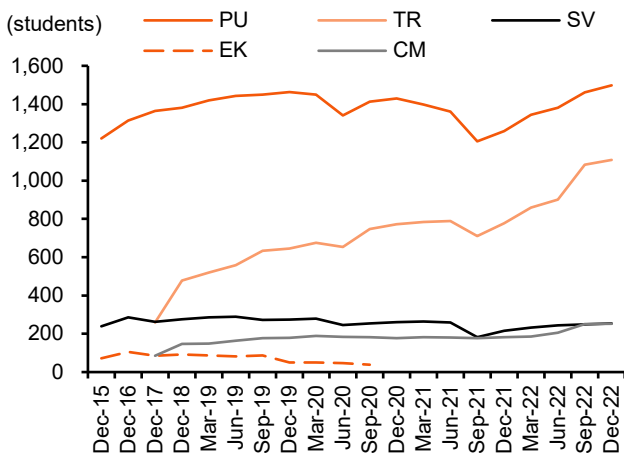 (students)
PU TR SV
EK CM
1,600
1,400
1,200
1,000
800
600
400
200
0
Dec-15
Dec-16
Dec-17
Dec-18
Mar-19
Jun-19
Sep-19
Dec-19
Mar-20
Jun-20
Sep-20
Dec-20
Mar-21
Jun-21
Sep-21
Dec-21
Mar-22
Jun-22
Sep-22
Dec-22